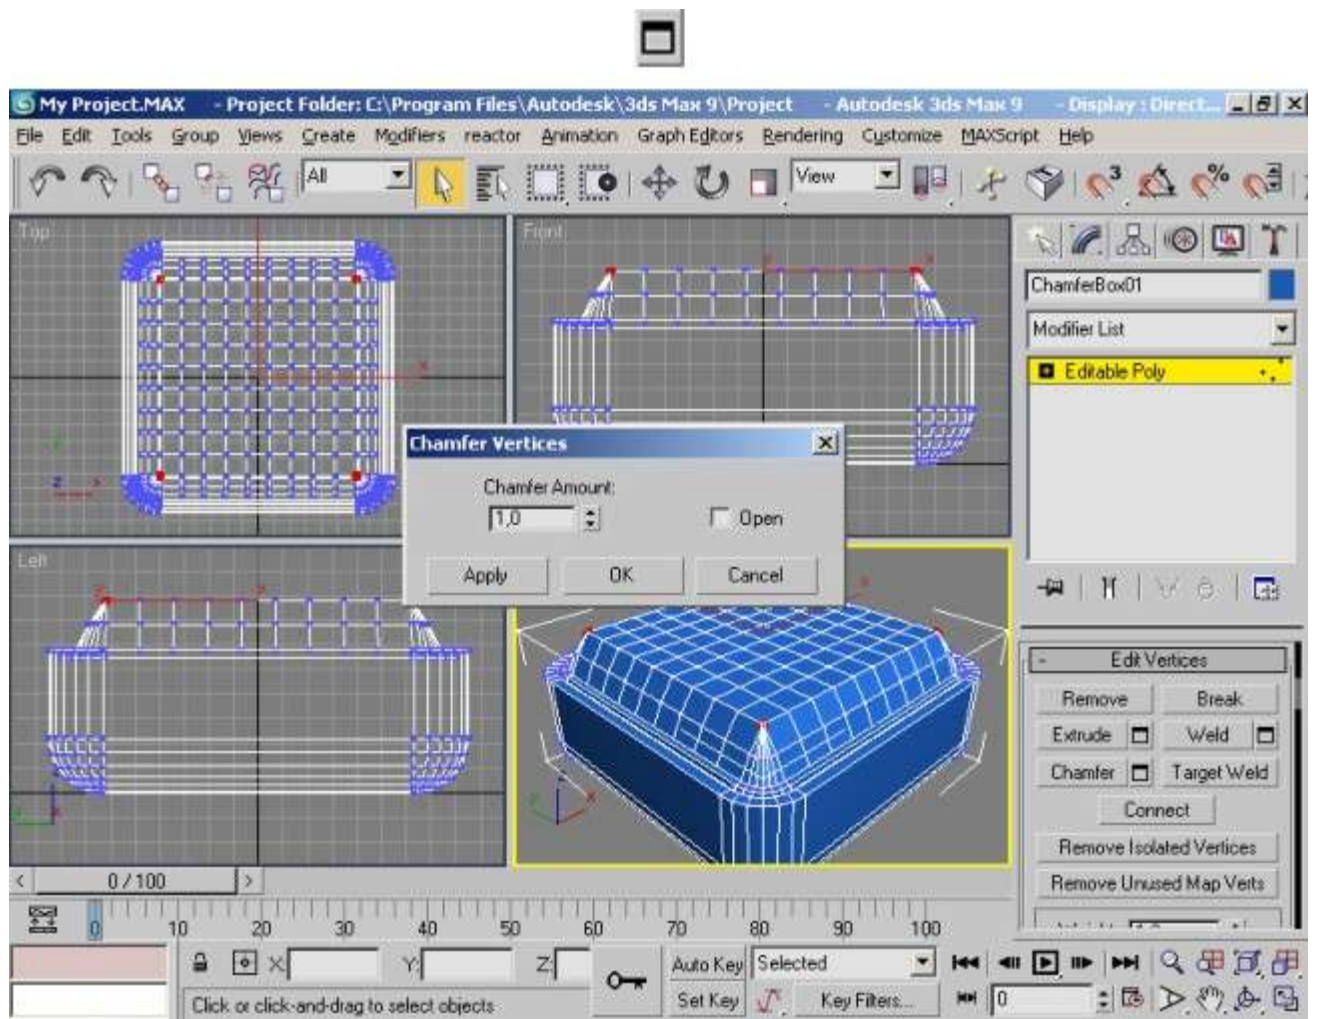 My Project.MAX - Project Folder: C:\Program Files\Autodesk\3ds Max 9\Project - Autodesk 3ds Max 9 - Display : Direct...
File Edit Tools Group Views Create Modifiers reactor Animation Graph Editors Rendering Customize MAXScript Help
All View 3 %
Top
Front
ChamferBox01
Modifier List
Editable Poly
Chamfer Vertices
Chamfer Amount:
1,0 Open
Apply OK Cancel
Left
Edit Vertices
Remove Break
Extrude Weld
Chamfer Target Weld
Connect
Remove Isolated Vertices
Remove Unused Map Verts
0 / 100
0 10 20 30 40 50 60 70 80 90 100
X: Y: Z: Auto Key Selected
Click or click-and-drag to select objects Set Key Key Filters... 0